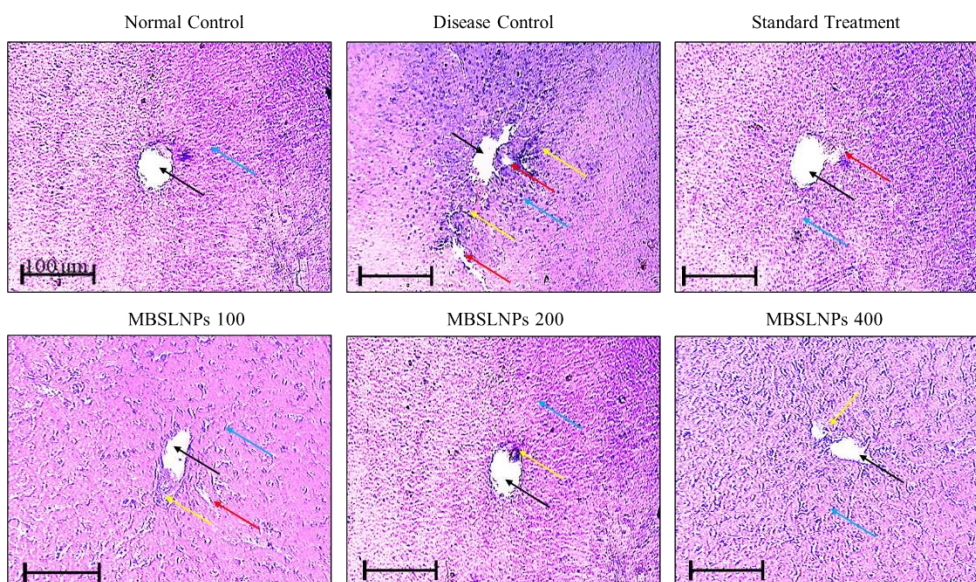 Normal Control
Disease Control
Standard Treatment
100 µm
MBSLNPs 100
MBSLNPs 200
MBSLNPs 400